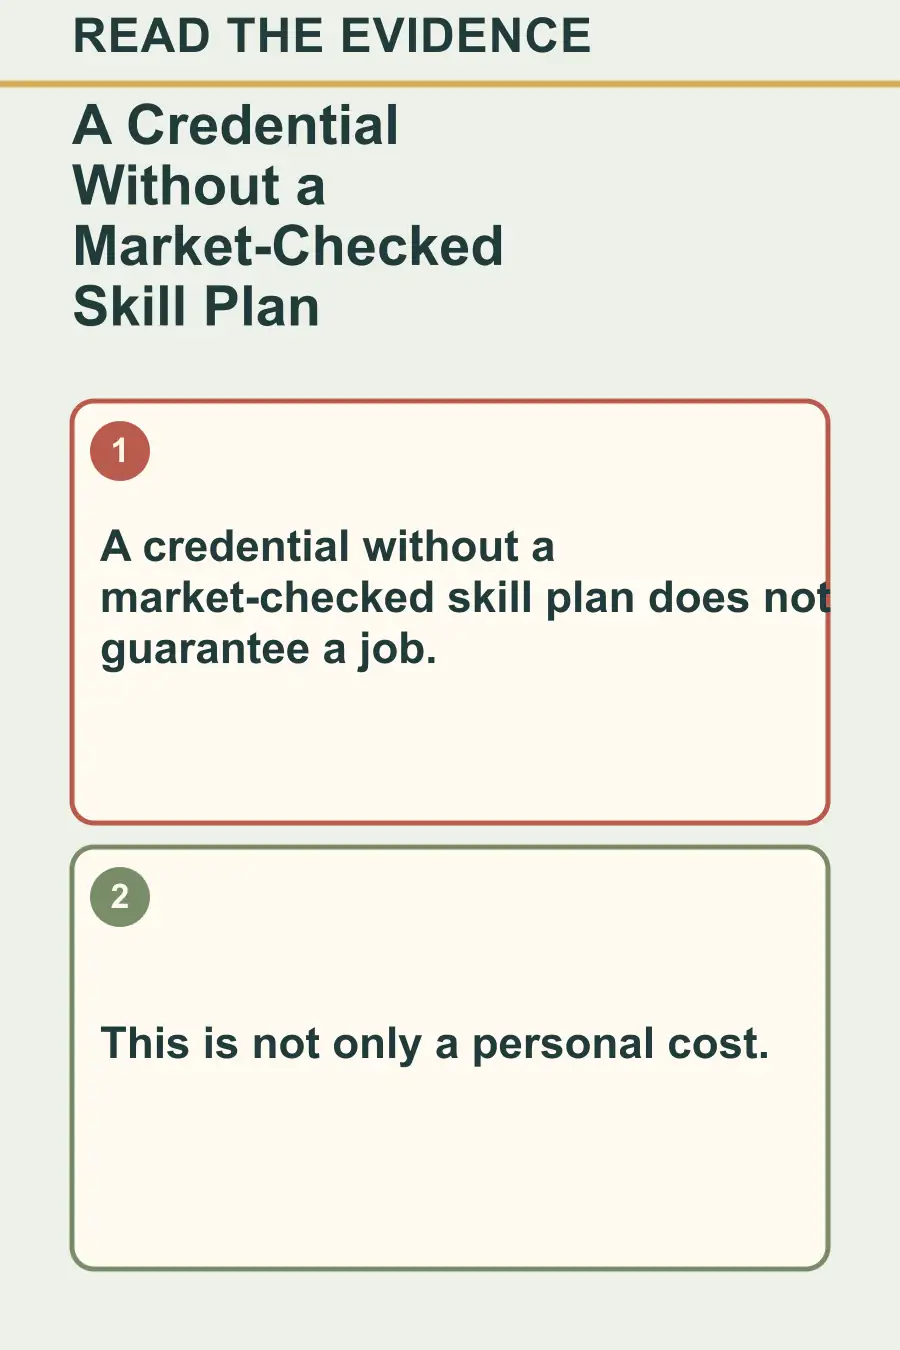 READ THE EVIDENCE
A Credential
Without a
Market-Checked
Skill Plan
1
A credential without a
market-checked skill plan does not
guarantee a job.
2
This is not only a personal cost.